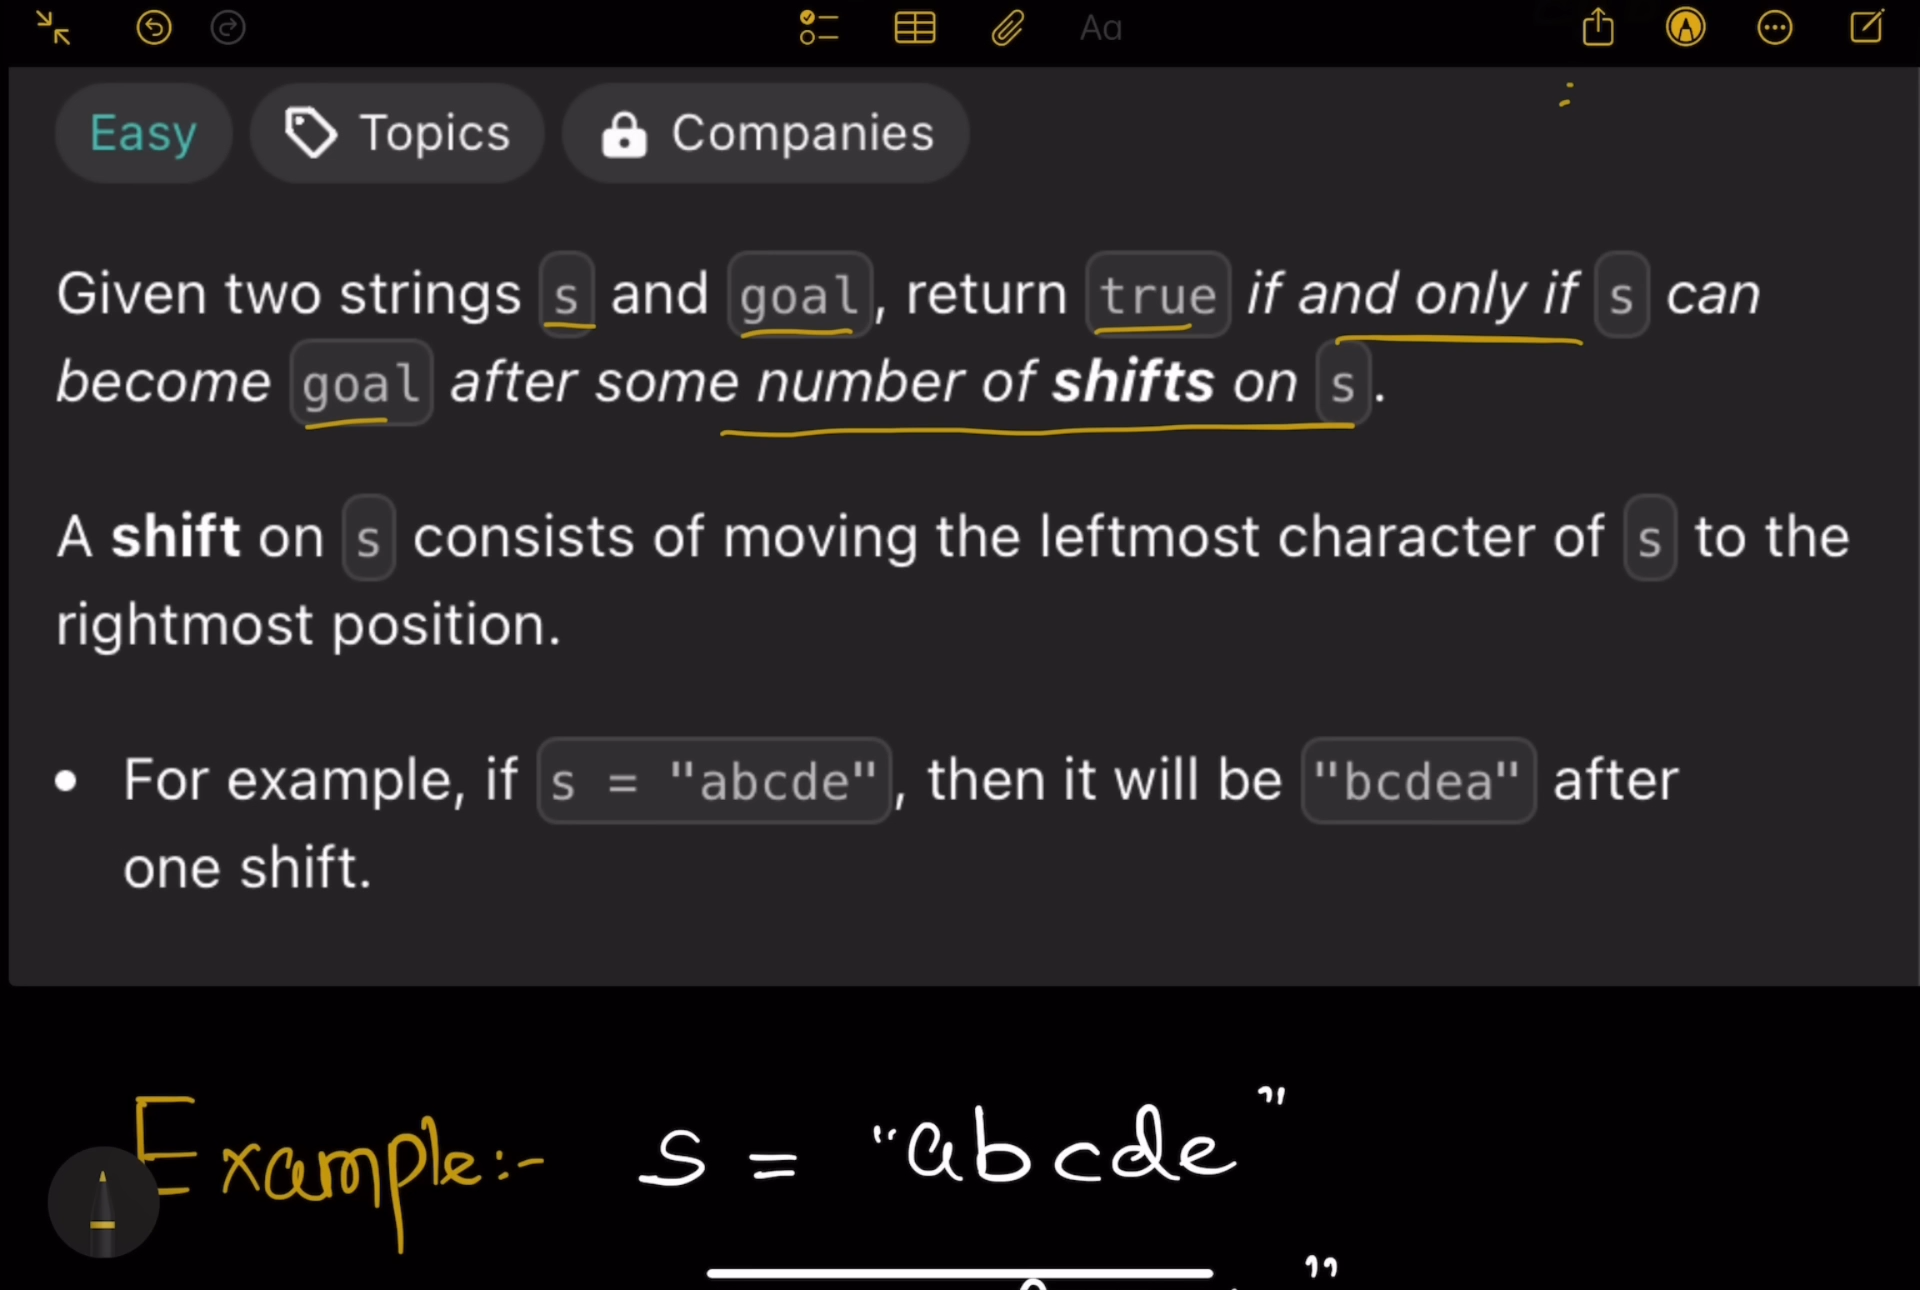 Aa
Easy Topics Companies
Given two strings s and goal, return true if and only if s can
become goal after some number of shifts on s.
A shift on s consists of moving the leftmost character of s to the
rightmost position.
• For example, if s = "abcde", then it will be "bcdea" after
one shift.
Example:- s = "abcde"
"